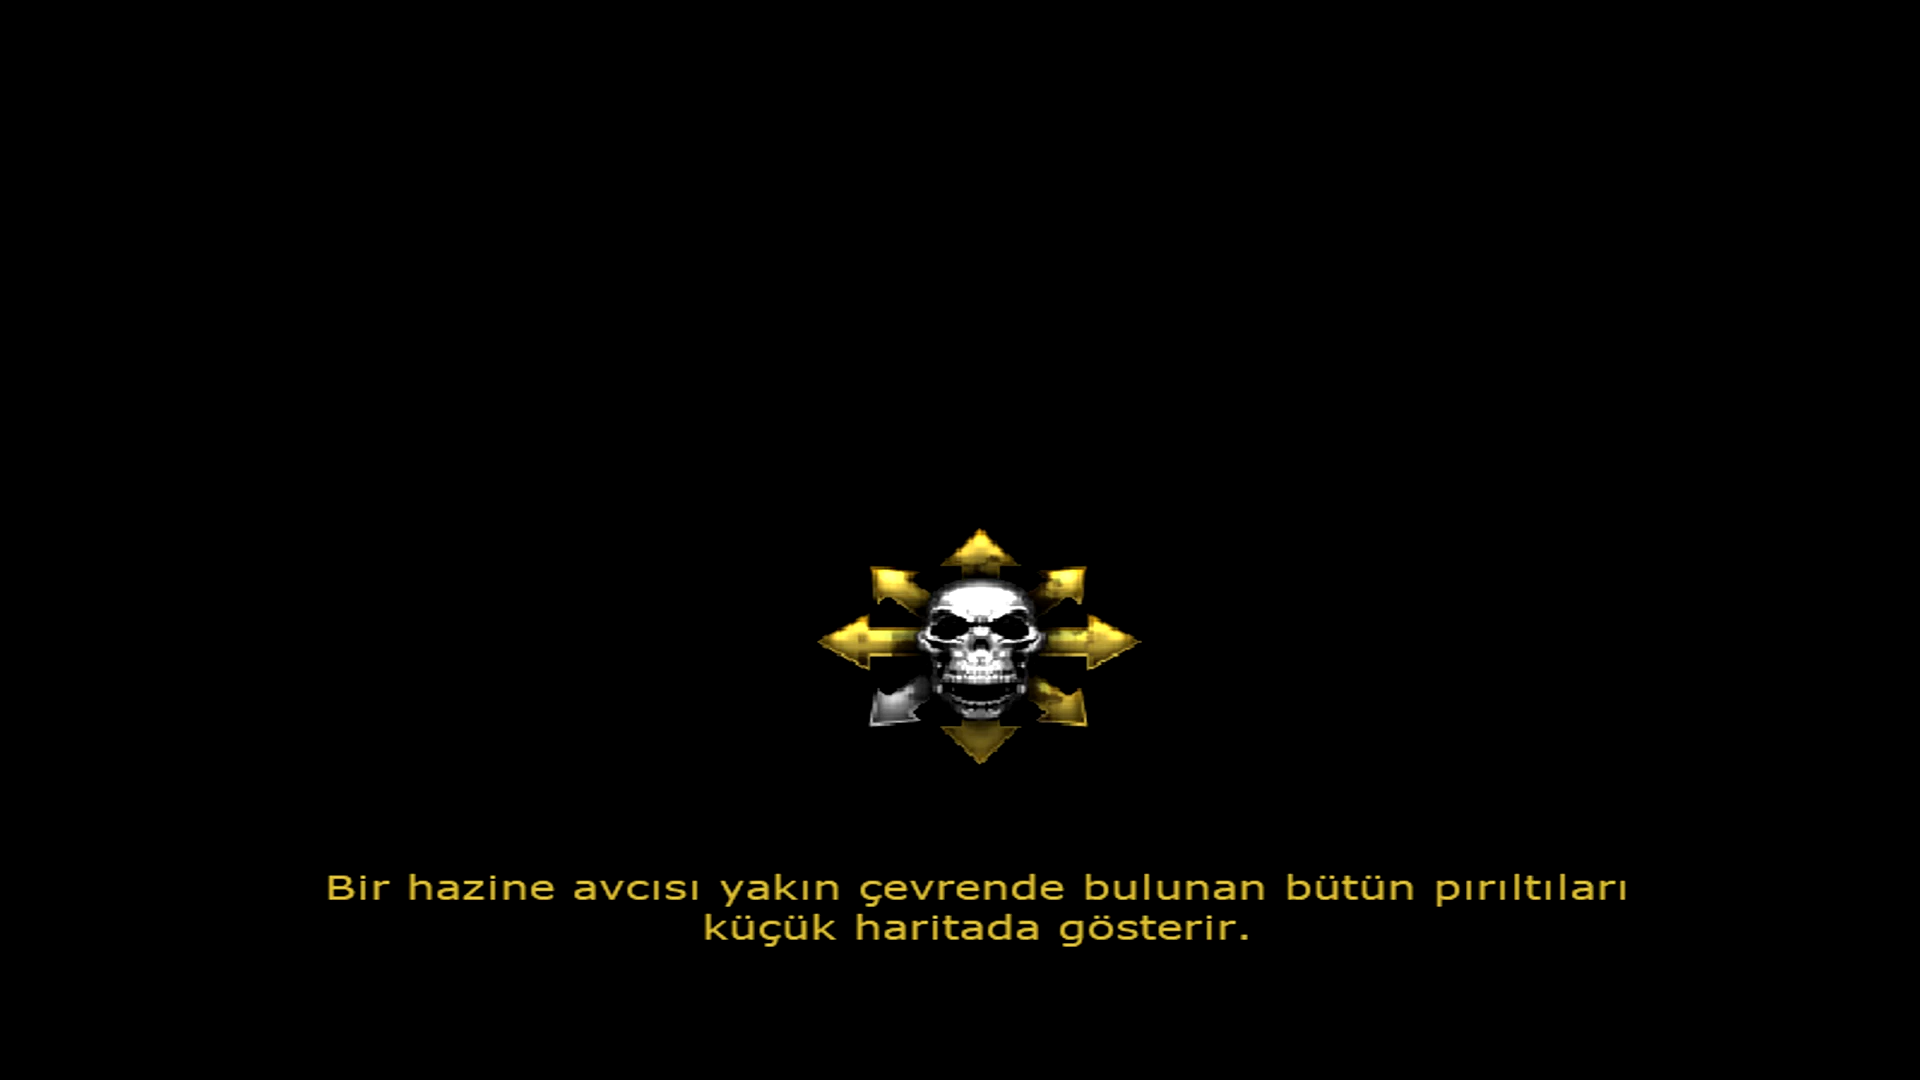 Bir hazine avcısı yakın çevrende bulunan bütün pırıltıları
küçük haritada gösterir.